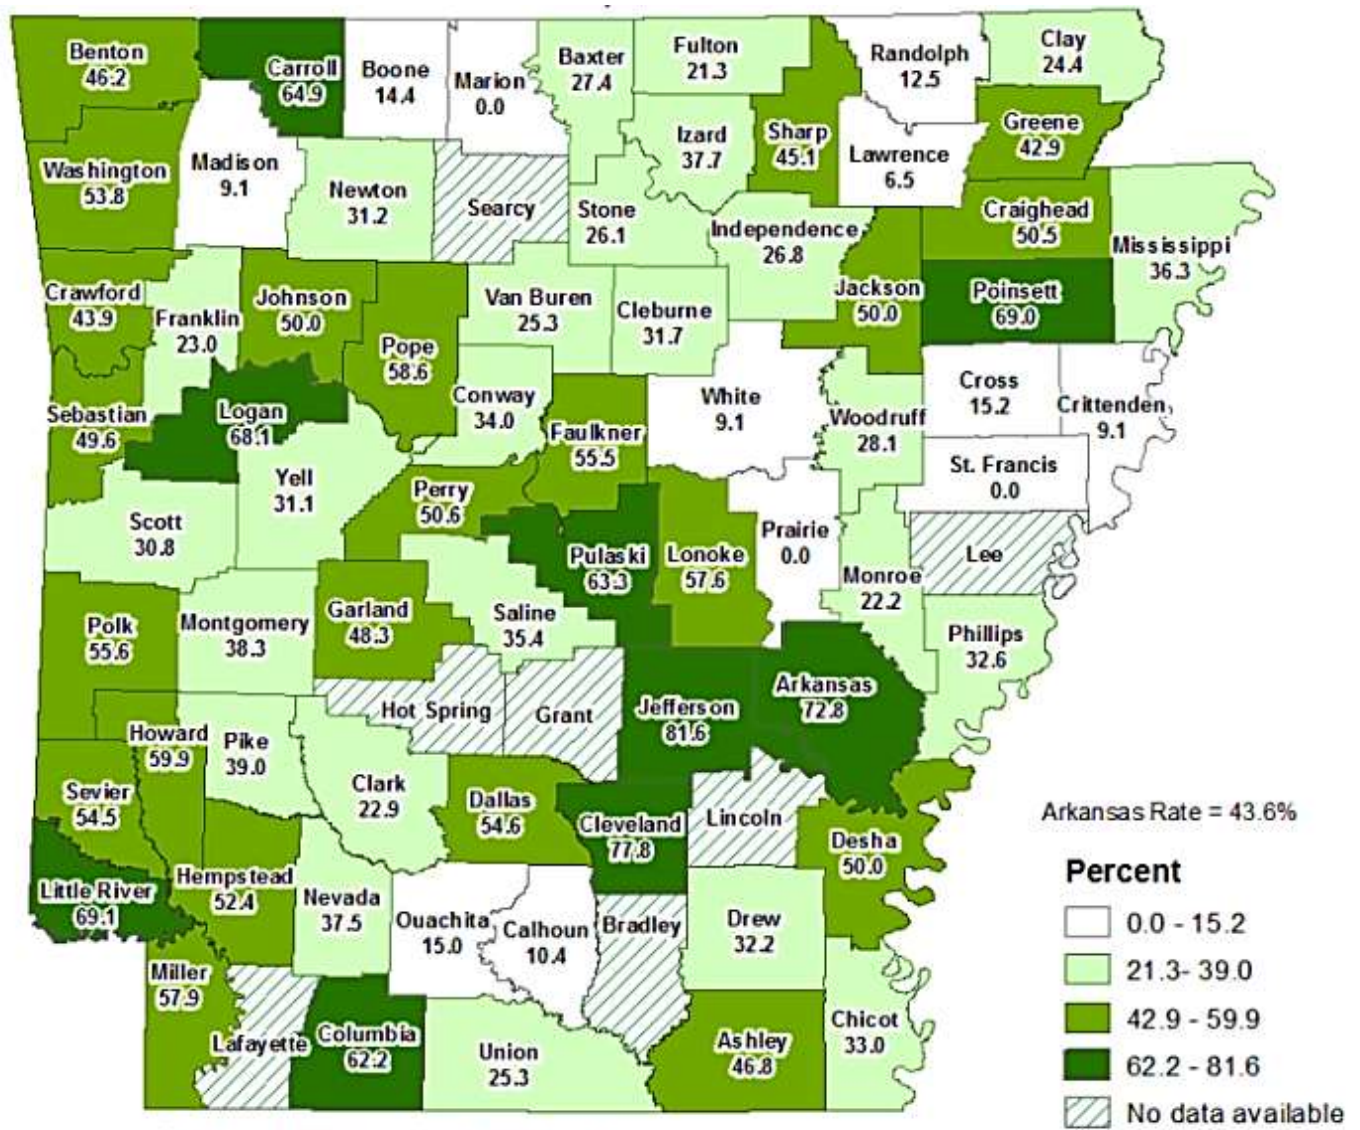 Benton
46.2
Carroll
64.9
Boone
14.4
Marion
0.0
Baxter
27.4
Fulton
21.3
Randolph
12.5
Clay
24.4
Washington
53.8
Madison
9.1
Newton
31.2
Searcy
Stone
26.1
Izard
37.7
Sharp
45.1
Lawrence
6.5
Greene
42.9
Independence
26.8
Craighead
50.5
Mississippi
36.3
Crawford
43.9
Franklin
23.0
Johnson
50.0
Pope
58.6
Van Buren
25.3
Cleburne
31.7
Jackson
50.0
Poinsett
69.0
Sebastian
49.6
Logan
68.1
Conway
34.0
Faulkner
55.5
White
9.1
Woodruff
28.1
Cross
15.2
Crittenden
9.1
Yell
31.1
Perry
50.6
St. Francis
0.0
Scott
30.8
Pulaski
63.3
Lonoke
57.6
Prairie
0.0
Monroe
22.2
Lee
Polk
55.6
Montgomery
38.3
Garland
48.3
Saline
35.4
Phillips
32.6
Hot Spring
Grant
Jefferson
81.6
Arkansas
72.8
Howard
59.9
Pike
39.0
Clark
22.9
Sevier
54.5
Dallas
54.6
Cleveland
77.8
Lincoln
Desha
50.0
Little River
69.1
Hempstead
52.4
Nevada
37.5
Ouachita
15.0
Calhoun
10.4
Bradley
Drew
32.2
Miller
57.9
Lafayette
Columbia
62.2
Union
25.3
Ashley
46.8
Chicot
33.0
Arkansas Rate = 43.6%
Percent
0.0 - 15.2
21.3- 39.0
42.9 - 59.9
62.2 - 81.6
No data available